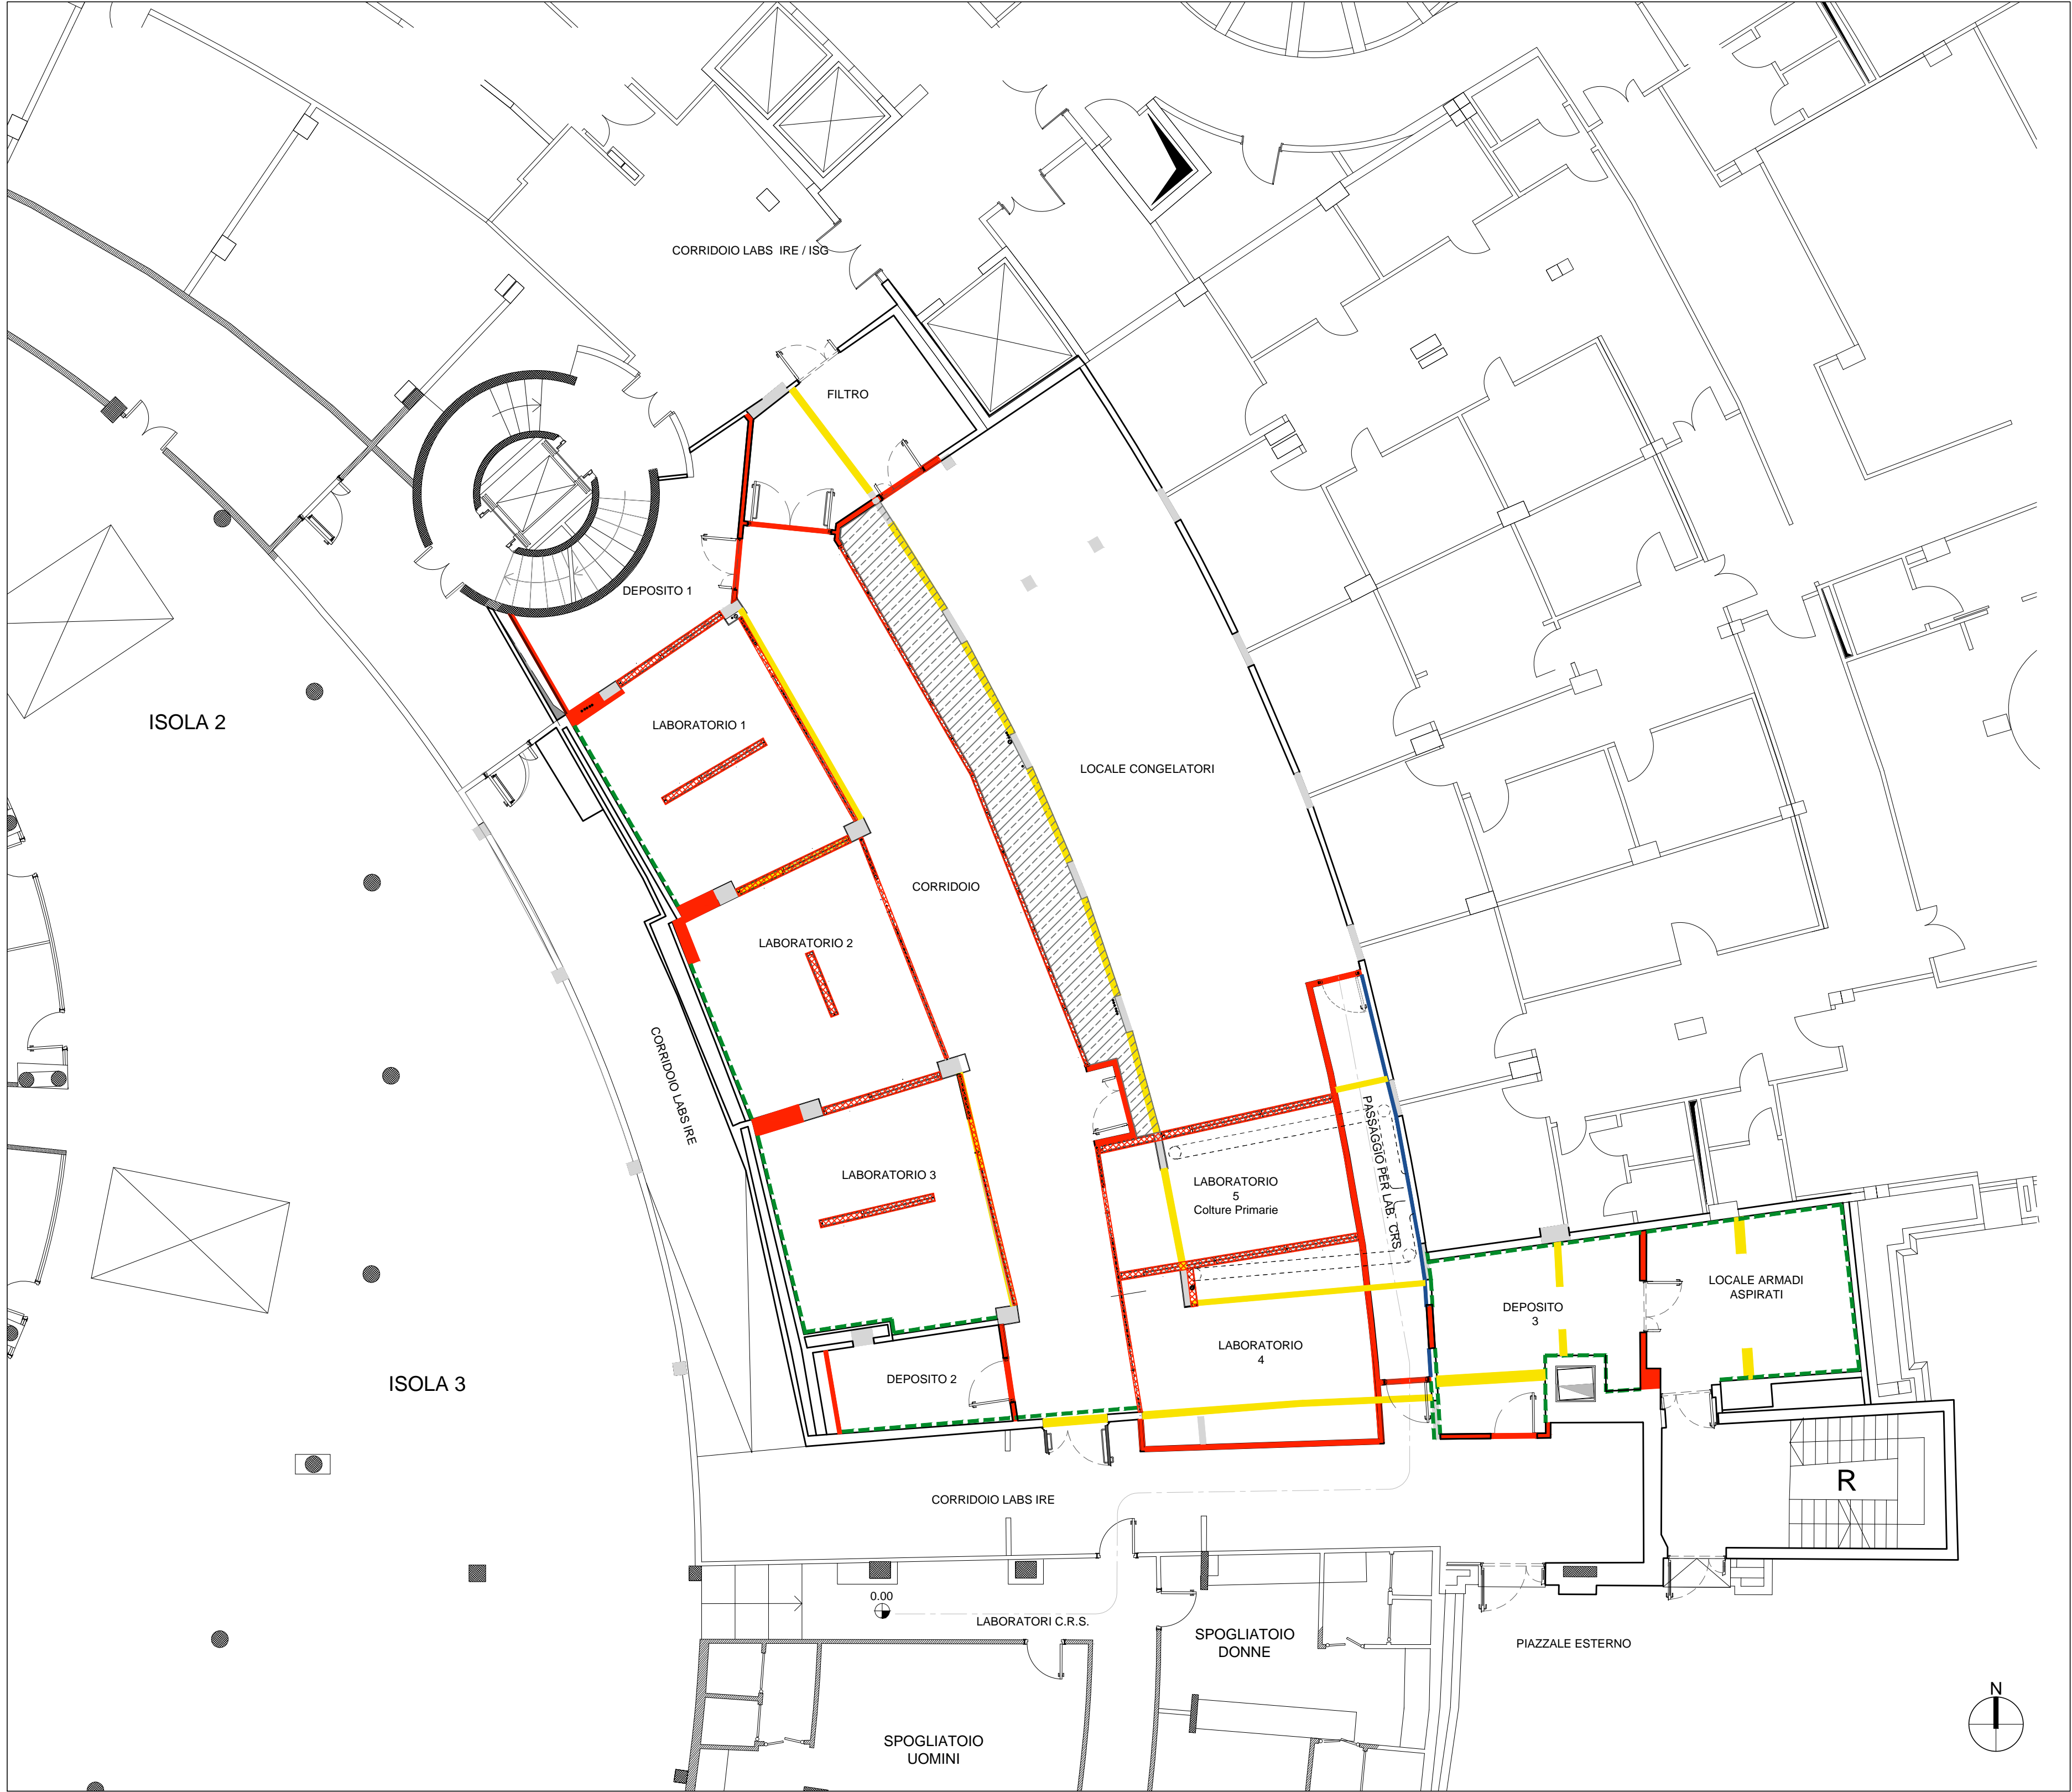 CORRIDOIO LABS IRE / ISG
FILTRO
DEPOSITO 1
ISOLA 2
LABORATORIO 1
LOCALE CONGELATORI
CORRIDOIO
LABORATORIO 2
CORRIDOIO LABS IRE
PASSAGGIO PER LAB. CRS
LABORATORIO 3
LABORATORIO
5
Colture Primarie
LOCALE ARMADI
ASPIRATI
DEPOSITO
3
LABORATORIO
4
ISOLA 3
DEPOSITO 2
R
CORRIDOIO LABS IRE
0.00
LABORATORI C.R.S.
SPOGLIATOIO
DONNE
PIAZZALE ESTERNO
N
SPOGLIATOIO
UOMINI